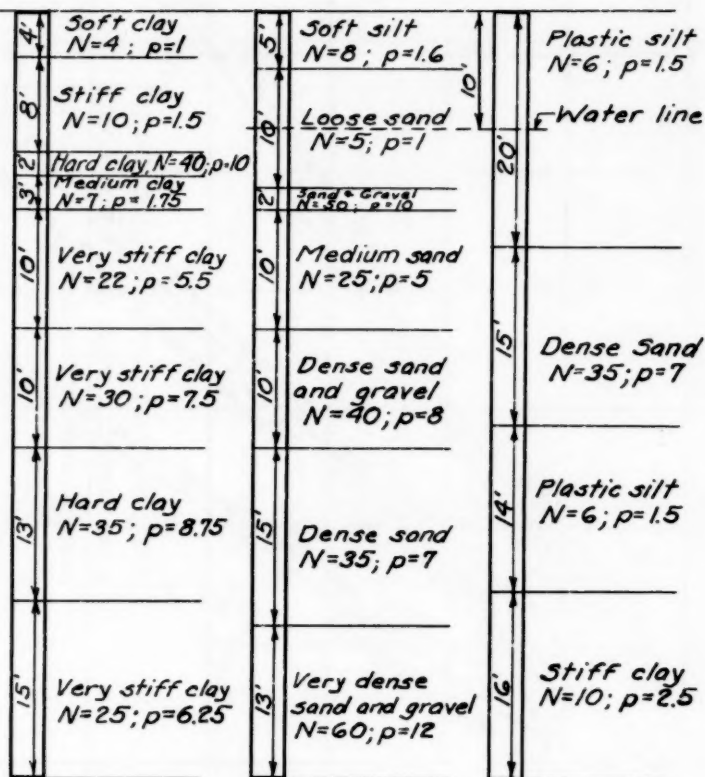 4'
Soft clay
N=4; p=1
8'
Stiff clay
N=10; p=1.5
2'
Hard clay, N=40; p=10
3'
Medium clay
N=7; p=1.75
10'
Very stiff clay
N=22; p=5.5
10'
Very stiff clay
N=30; p=7.5
13'
Hard clay
N=35; p=8.75
15'
Very stiff clay
N=25; p=6.25
5'
Soft silt
N=8; p=1.6
10'
Loose sand
N=5; p=1
2'
Sand & Gravel
N=50; p=10
10'
Medium sand
N=25; p=5
10'
Dense sand
and gravel
N=40; p=8
15'
Dense sand
N=35; p=7
13'
Very dense
sand and gravel
N=60; p=12
10'
Plastic silt
N=6; p=1.5
Water line
20'
15'
Dense Sand
N=35; p=7
14'
Plastic silt
N=6; p=1.5
16'
Stiff clay
N=10; p=2.5